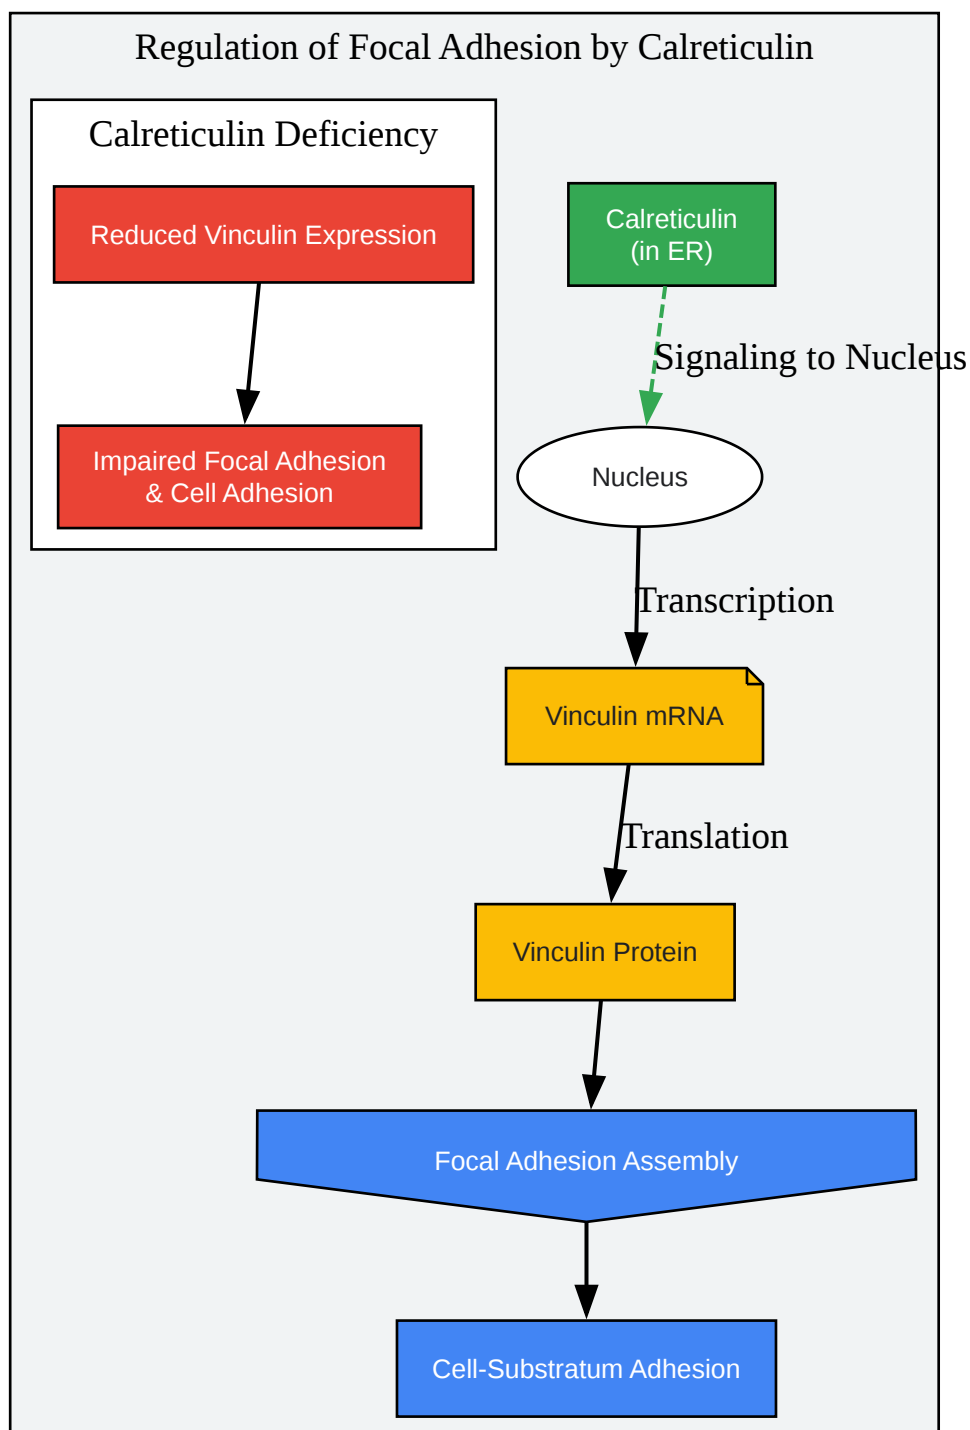 Regulation of Focal Adhesion by Calreticulin
Calreticulin Deficiency
Reduced Vinculin Expression
Impaired Focal Adhesion
& Cell Adhesion
Calreticulin
(in ER)
Signaling to Nucleus
Nucleus
Transcription
Vinculin mRNA
Translation
Vinculin Protein
Focal Adhesion Assembly
Cell-Substratum Adhesion